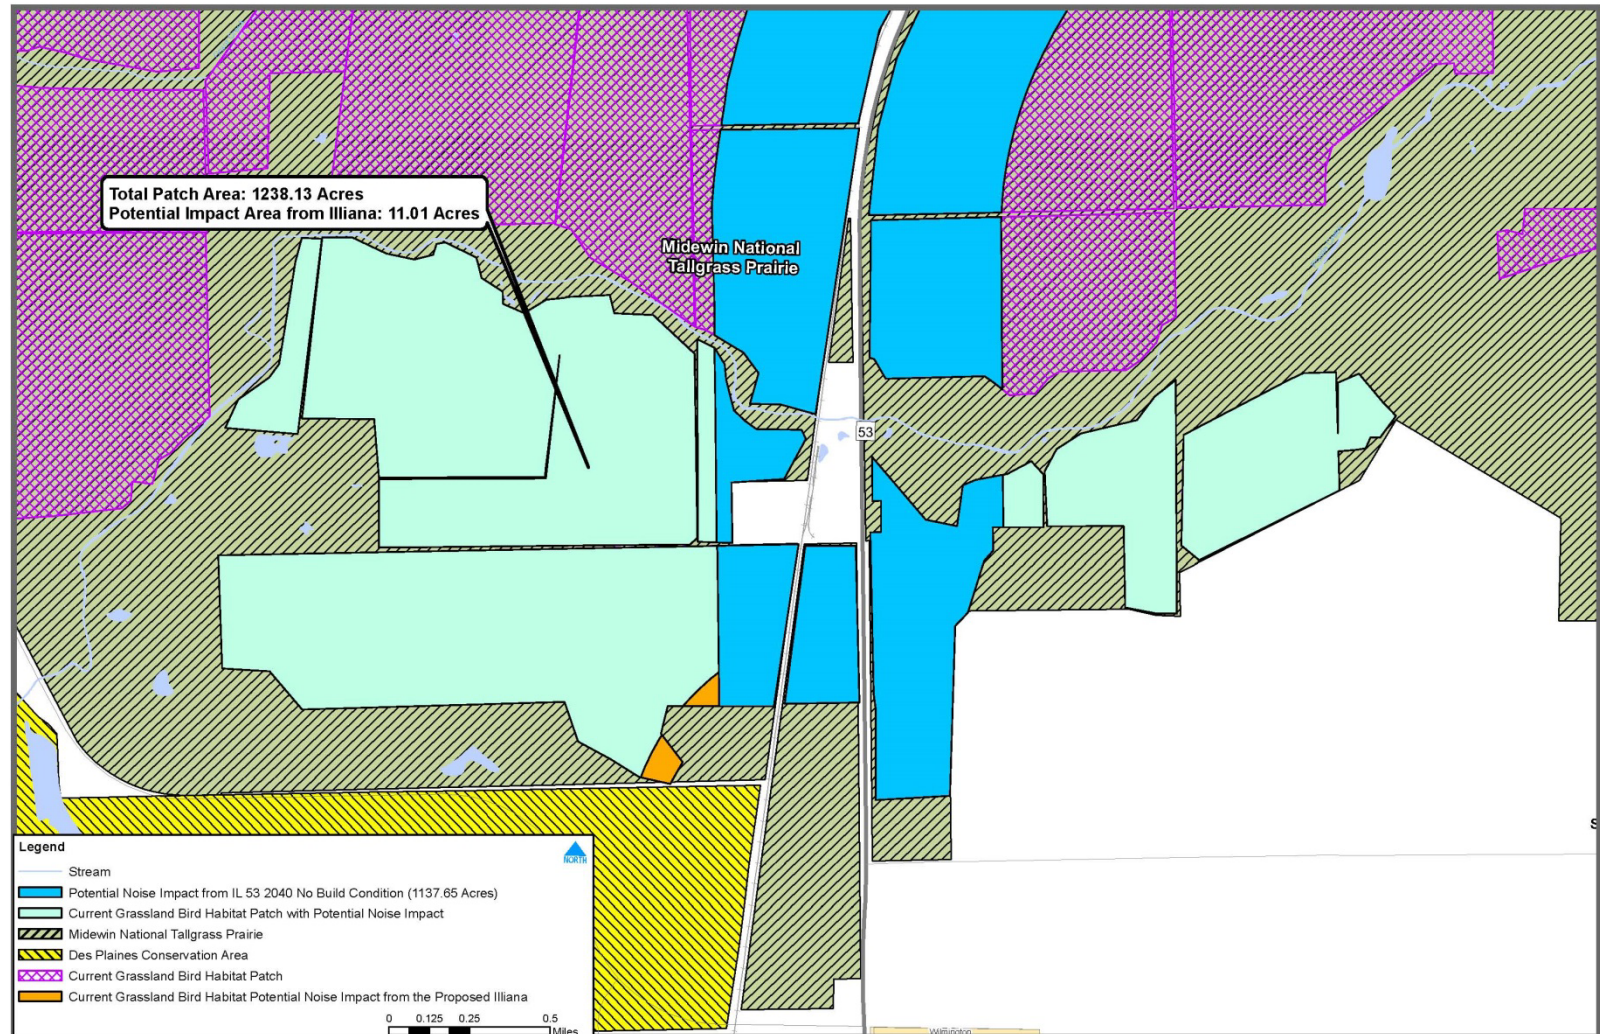 Total Patch Area: 1238.13 Acres
Potential Impact Area from Illiana: 11.01 Acres
Midewin National
Tallgrass Prairie
53
S
Legend
NORTH
Stream
Potential Noise Impact from IL 53 2040 No Build Condition (1137.65 Acres)
Current Grassland Bird Habitat Patch with Potential Noise Impact
Midewin National Tallgrass Prairie
Des Plaines Conservation Area
Current Grassland Bird Habitat Patch
Current Grassland Bird Habitat Potential Noise Impact from the Proposed Illiana
0 0.125 0.25 0.5
Miles
Wilmington